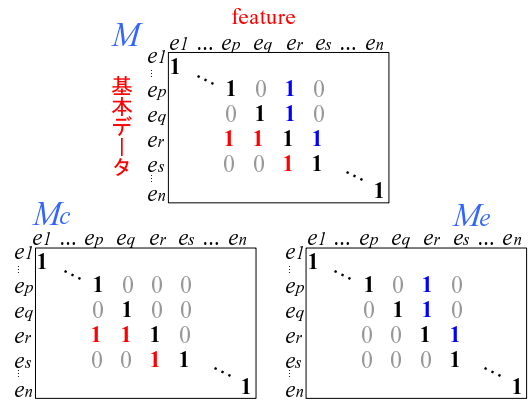 feature
M
e1 ... ep eq er es ... en
基本データ
e1 1
ep 1 0 1 0
eq 0 1 1 0
er 1 1 1 1
es 0 0 1 1
en 1
Mc
e1 ... ep eq er es ... en
e1 1
ep 1 0 0 0
eq 0 1 0 0
er 1 1 1 0
es 0 0 1 1
en 1
Me
e1 ... ep eq er es ... en
e1 1
ep 1 0 1 0
eq 0 1 1 0
er 0 0 1 1
es 0 0 0 1
en 1